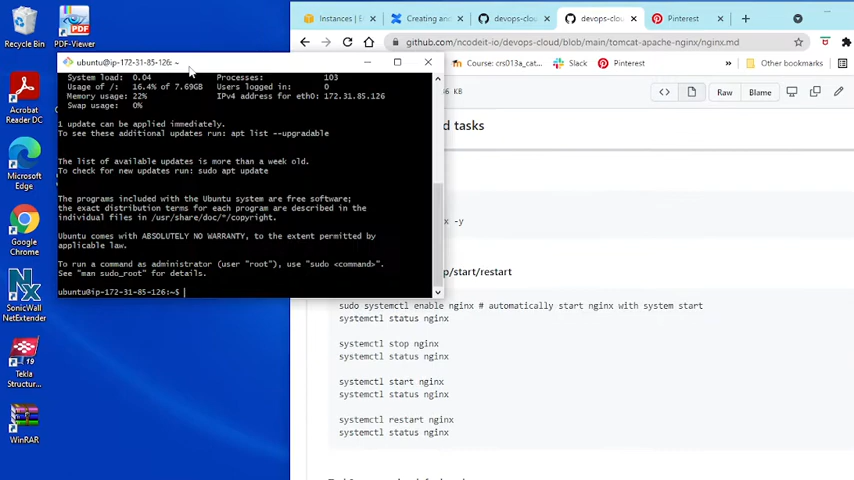 Recycle Bin
PDF-Viewer
Acrobat
Reader DC
Microsoft
Edge
Google
Chrome
SonicWall
NetExtender
Tekla
Structur...
WinRAR
ubuntu@ip-172-31-85-126: ~
System load: 0.04 Processes: 103
Usage of /: 16.4% of 7.69GB Users logged in: 0
Memory usage: 22% IPv4 address for eth0: 172.31.85.126
Swap usage: 0%
1 update can be applied immediately.
To see these additional updates run: apt list --upgradable
The list of available updates is more than a week old.
To check for new updates run: sudo apt update
The programs included with the Ubuntu system are free software;
the exact distribution terms for each program are described in the
individual files in /usr/share/doc/*/copyright.
Ubuntu comes with ABSOLUTELY NO WARRANTY, to the extent permitted by
applicable law.
To run a command as administrator (user "root"), use "sudo <command>".
See "man sudo_root" for details.
ubuntu@ip-172-31-85-126:~$
Instances | E
Creating and
devops-clou
devops-clou
Pinterest
github.com/ncodeit-io/devops-cloud/blob/main/tomcat-apache-nginx/nginx.md
Course: crs013a_cat...
Slack
Pinterest
»
Other bookmarks
KB
Raw
Blame
d tasks
x -y
p/start/restart
sudo systemctl enable nginx # automatically start nginx with system start
systemctl status nginx
systemctl stop nginx
systemctl status nginx
systemctl start nginx
systemctl status nginx
systemctl restart nginx
systemctl status nginx